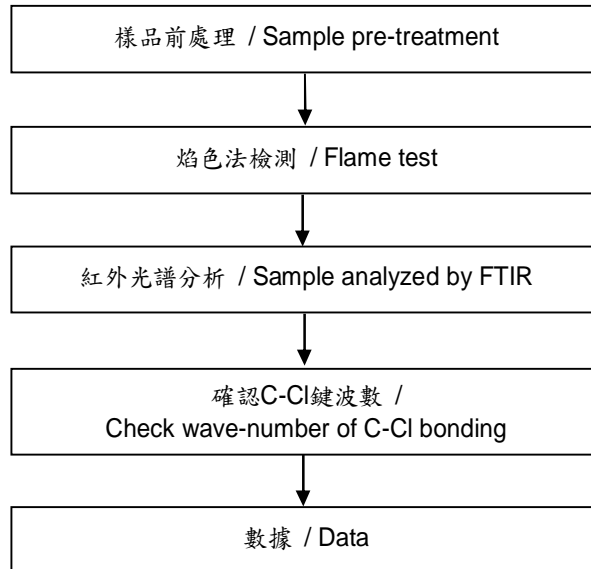 樣品前處理 / Sample pre-treatment
焰色法檢測 / Flame test
紅外光譜分析 / Sample analyzed by FTIR
確認C-Cl鍵波數 /
Check wave-number of C-Cl bonding
數據 / Data